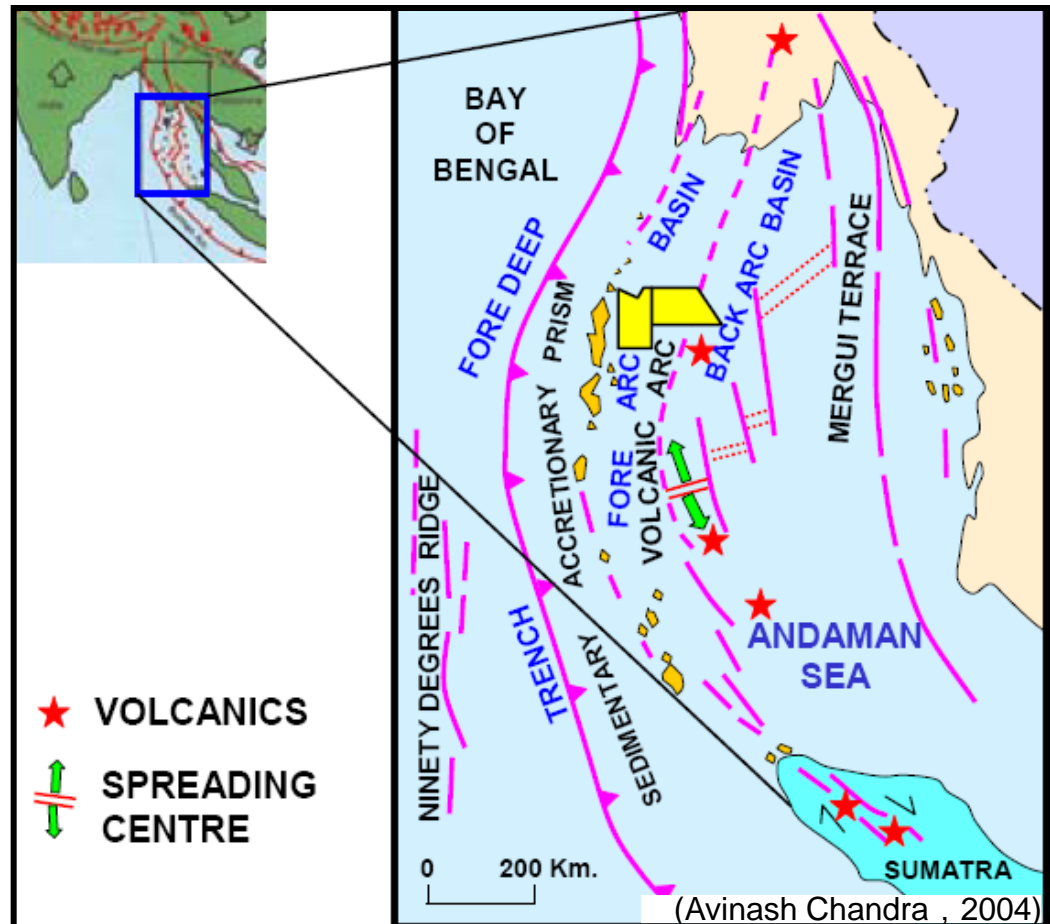 BAY
OF
BENGAL
FORE DEEP
TRENCH
NINETY DEGREES RIDGE
SEDIMENTARY
ACCRETIONARY PRISM
FORE ARC BASIN
VOLCANIC ARC
BACK ARC BASIN
MERGUI TERRACE
ANDAMAN
SEA
SUMATRA
VOLCANICS
SPREADING
CENTRE
0 200 Km.
(Avinash Chandra , 2004)